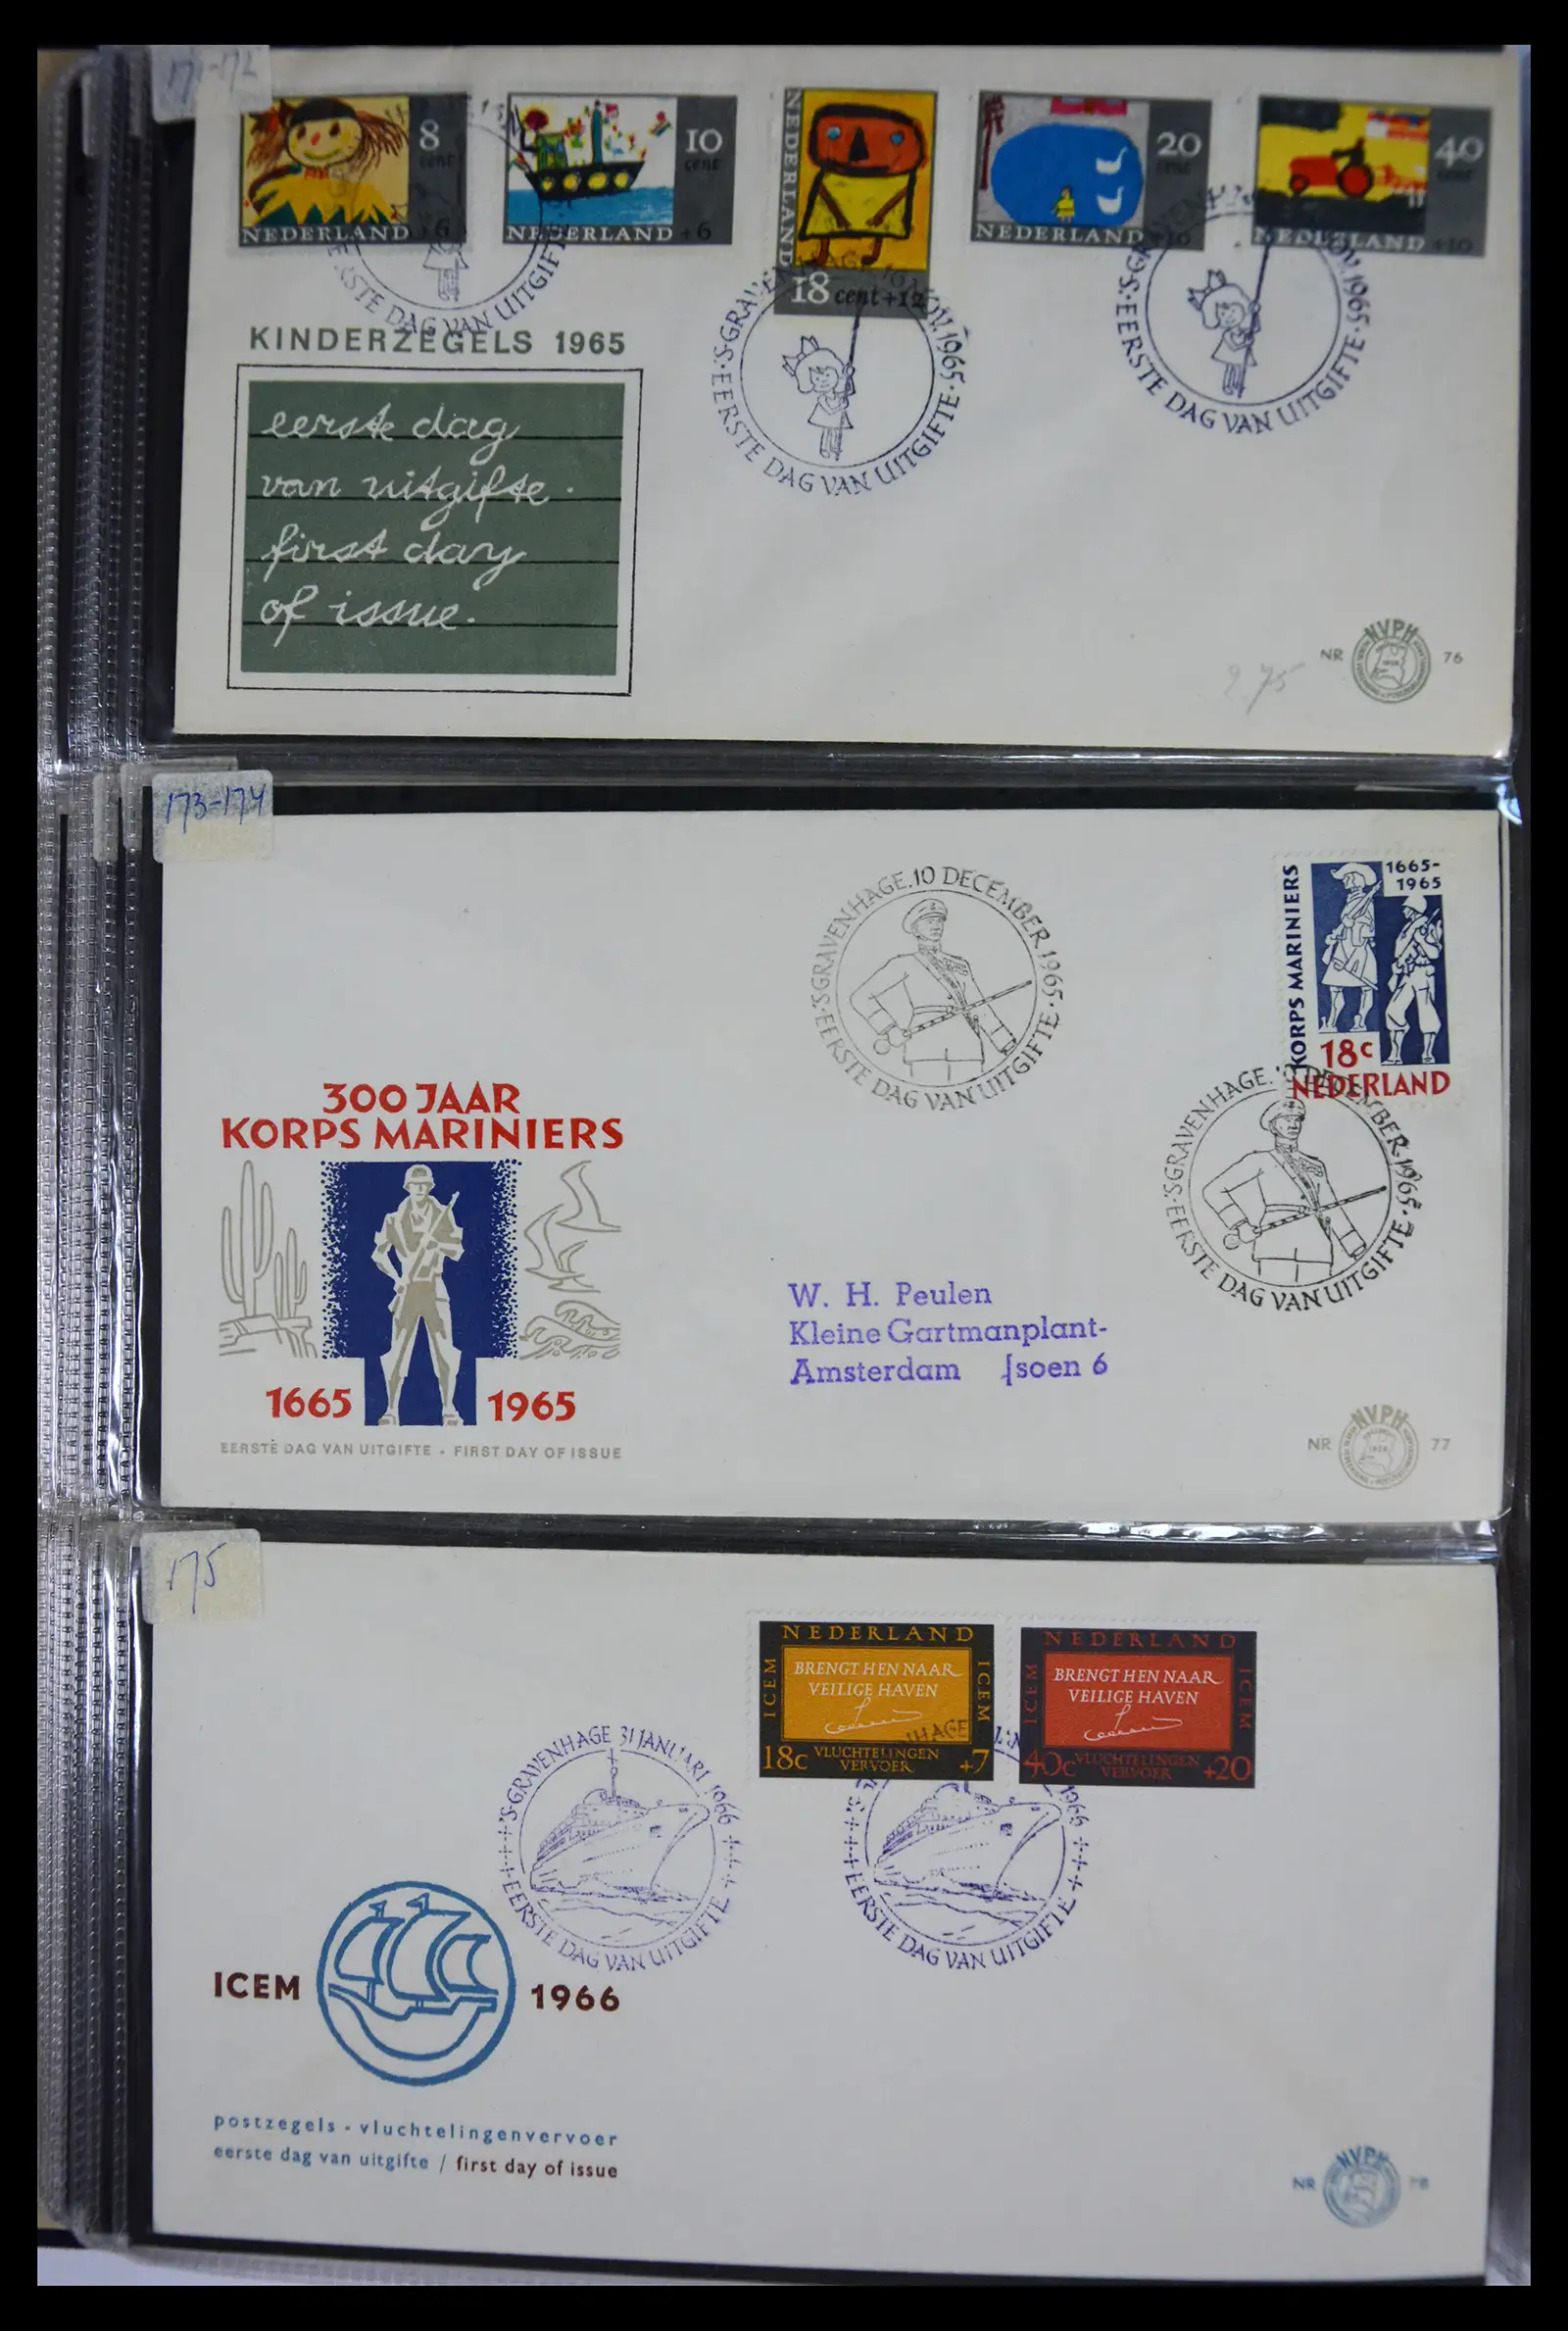 171-172
8
cent
+6
NEDERLAND
10
cent
+6
NEDERLAND
NEDERLAND
18 cent +12
20
cent
+10
NEDERLAND
40
cent
+10
NEDERLAND
EERSTE DAG VAN UITGIFTE
'S-GRAVENHAGE 16 NOV. 1965 · EERSTE DAG VAN UITGIFTE ·
1965 · EERSTE DAG VAN UITGIFTE ·
KINDERZEGELS 1965
eerste dag
van uitgifte.
first day
of issue.
275
NR NVPH 76
173-174
'S GRAVENHAGE. 10 DECEMBER 1965 · EERSTE DAG VAN UITGIFTE ·
KORPS MARINIERS
1665-
1965
18c
NEDERLAND
'S GRAVENHAGE. 10 DECEMBER 1965 · EERSTE DAG VAN UITGIFTE ·
300 JAAR
KORPS MARINIERS
1665 1965
EERSTE DAG VAN UITGIFTE - FIRST DAY OF ISSUE
W. H. Peulen
Kleine Gartmanplant-
Amsterdam [soen 6
NR NVPH 77
175
NEDERLAND
ICEM
BRENGT HEN NAAR
VEILIGE HAVEN
ICEM
18c VLUCHTELINGEN +7
VERVOER
NEDERLAND
ICEM
BRENGT HEN NAAR
VEILIGE HAVEN
ICEM
40c VLUCHTELINGEN +20
VERVOER
'S-GRAVENHAGE 31 JANUARI 1966 +++ EERSTE DAG VAN UITGIFTE +++
1966 +++ EERSTE DAG VAN UITGIFTE +++
ICEM 1966
postzegels - vluchtelingenvervoer
eerste dag van uitgifte / first day of issue
NR NVPH 78